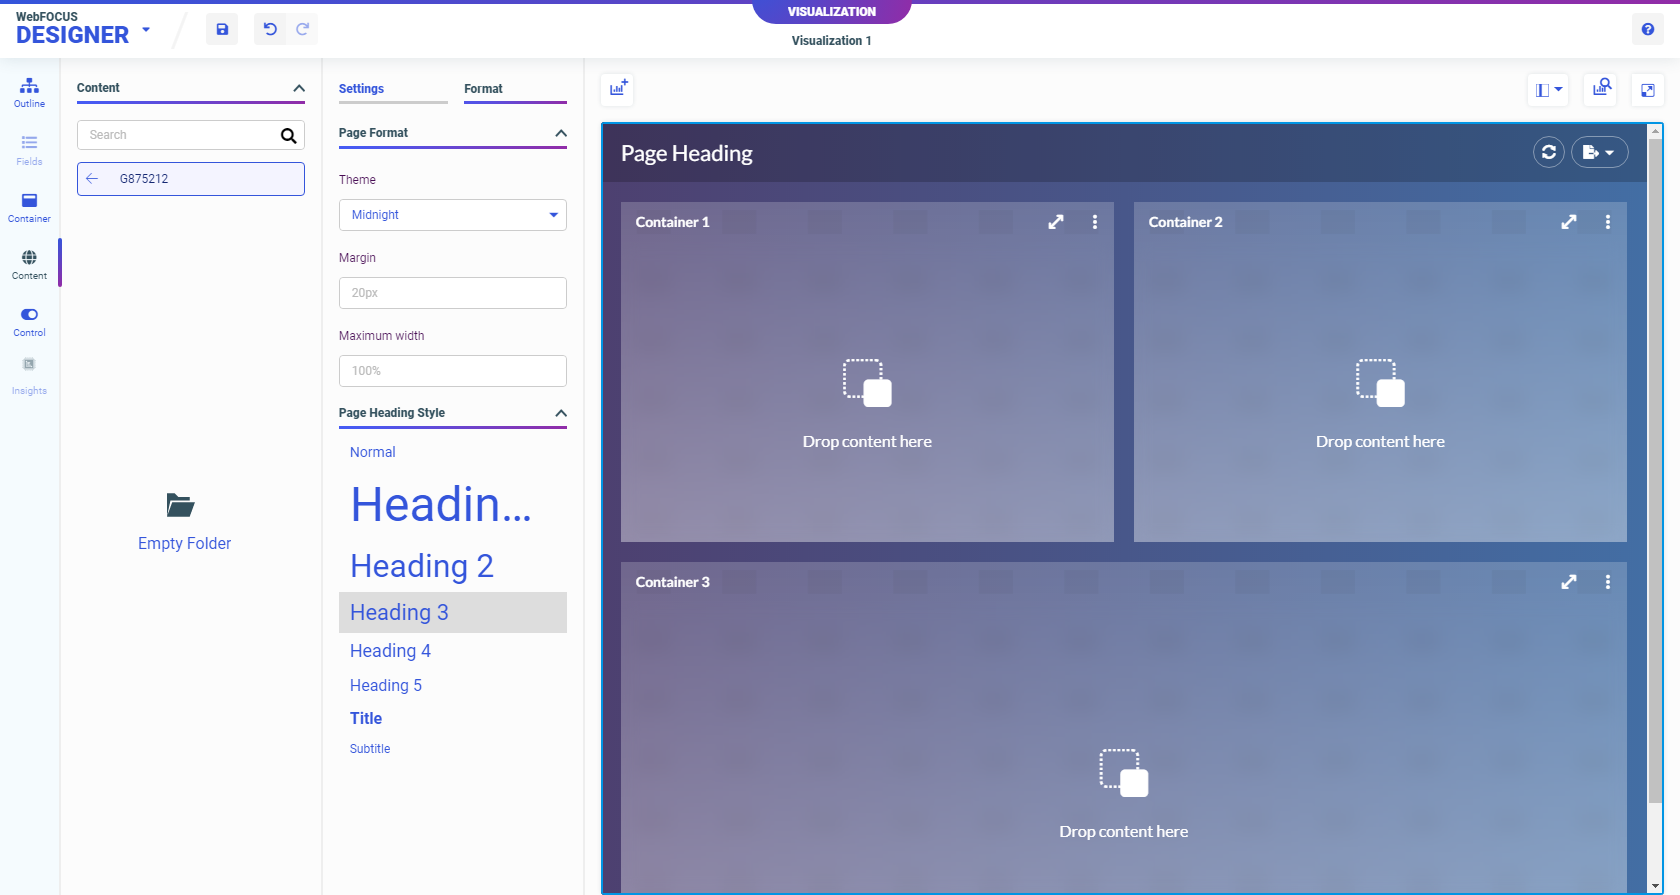 WebFOCUS
DESIGNER
VISUALIZATION
Visualization 1
Outline
Fields
Container
Content
Control
Insights
Content
Search
G875212
Empty Folder
Settings
Format
Page Format
Theme
Midnight
Margin
20px
Maximum width
100%
Page Heading Style
Normal
Headin...
Heading 2
Heading 3
Heading 4
Heading 5
Title
Subtitle
Page Heading
Container 1
Drop content here
Container 2
Drop content here
Container 3
Drop content here